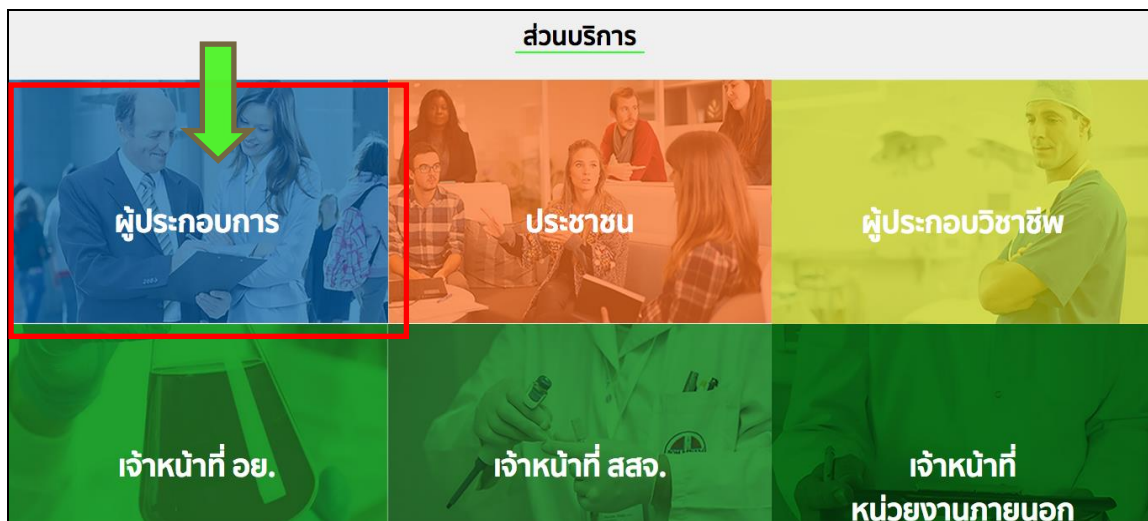 ส่วนบริการ
ผู้ประกอบการ
ประชาชน
ผู้ประกอบวิชาชีพ
เจ้าหน้าที่ อย.
เจ้าหน้าที่ สสจ.
เจ้าหน้าที่
หน่วยงานภายนอก